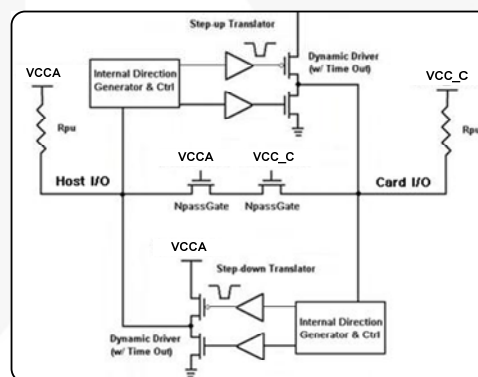 Step-up Translator
Dynamic Driver
(w/ Time Out)
Internal Direction
Generator & Ctrl
VCCA
Rpu
VCC_C
Rpu
Host I/O
VCCA
VCC_C
Card I/O
NpassGate
NpassGate
VCCA
Step-down Translator
Dynamic Driver
(w/ Time Out)
Internal Direction
Generator & Ctrl